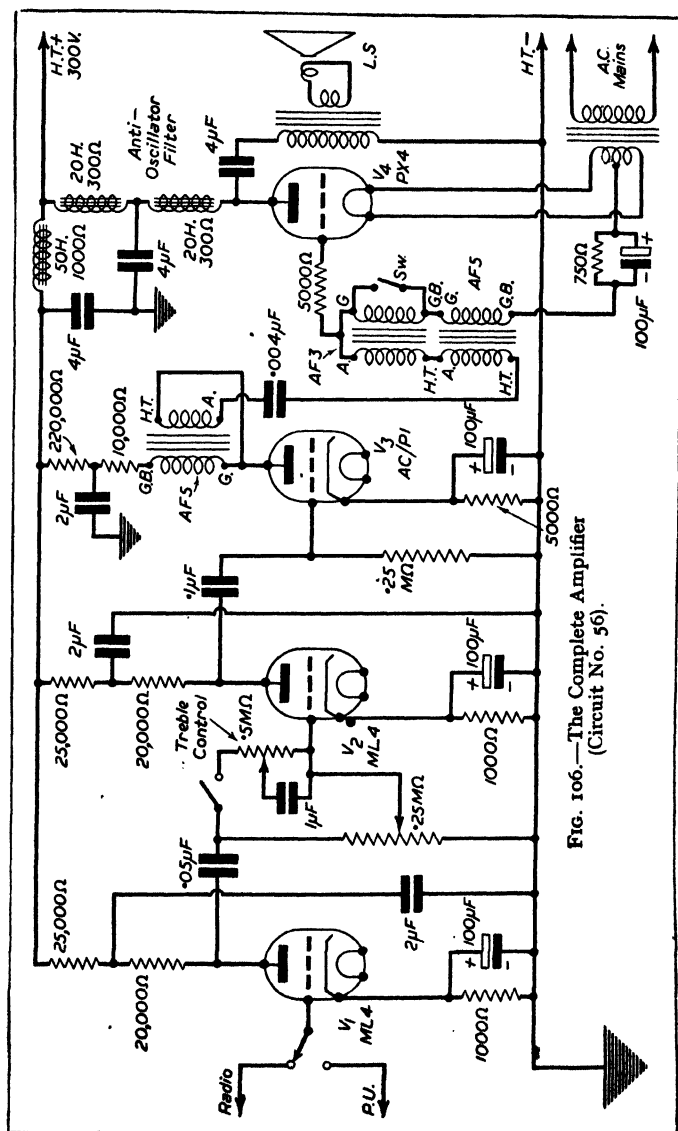 H.T.+
300V.
50H.
1000Ω
20H.
300Ω
Anti-
Oscillator
Filter
20H.
300Ω
4μF
4μF
4μF
L.S
220,000Ω
10,000Ω
2μF
G.B.
H.T.
AF5
G.
A.
·004μF
V3
AC/P1
5000Ω
AF3
A.
G.
Sw.
H.T.
G.B.
A.
G.
AF5
H.T.
G.B.
V4
PX4
H.T.–
A.C.
Mains
750Ω
+
–
100μF
25,000Ω
20,000Ω
2μF
·1μF
·25
MΩ
+
100μF
–
5000Ω
Treble
Control
·5MΩ
1μF
·25MΩ
V2
ML4
+
100μF
–
1000Ω
25,000Ω
20,000Ω
·05μF
2μF
V1
ML4
+
100μF
–
1000Ω
Radio
P.U.
FIG. 106.—The Complete Amplifier
(Circuit No. 56).